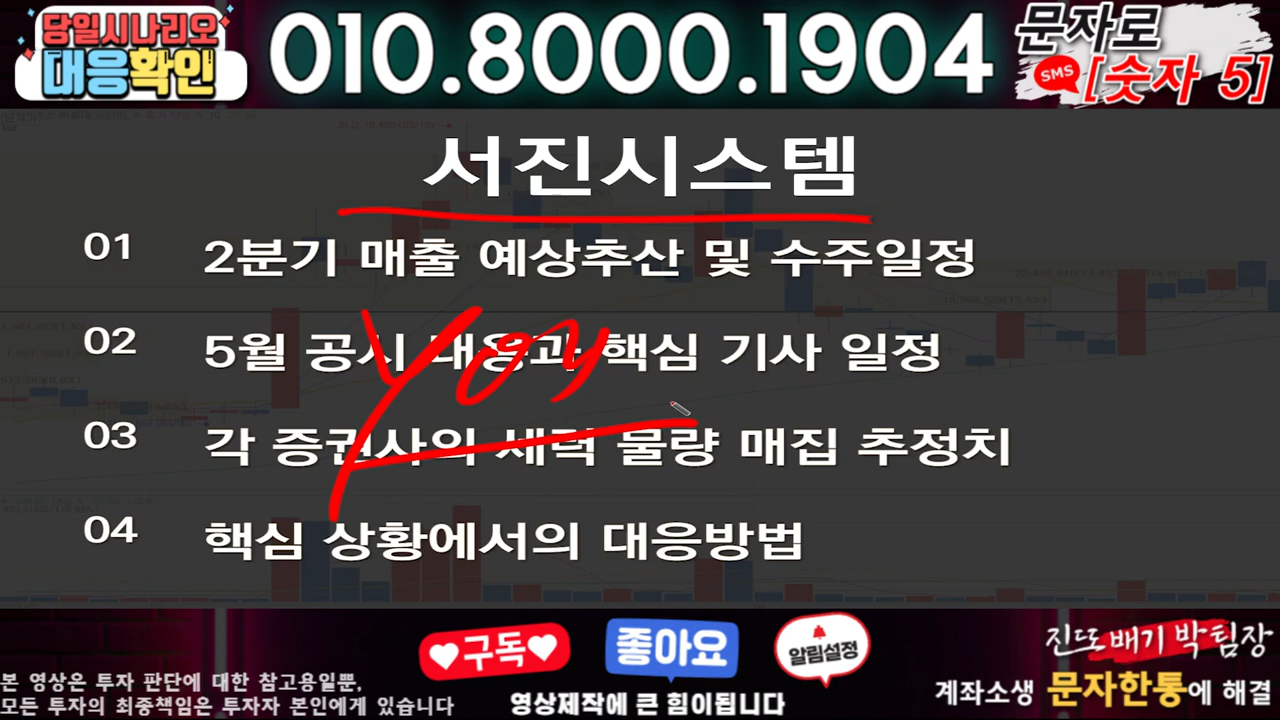 당일시나리오
대응확인
010.8000.1904
문자로
SMS [숫자 5]
서진시스템
01 2분기 매출 예상추산 및 수주일정
02 5월 공시 내용과 핵심 기사 일정
03 각 증권사의 세력 물량 매집 추정치
04 핵심 상황에서의 대응방법
구독
좋아요
알림설정
영상제작에 큰 힘이됩니다
본 영상은 투자 판단에 대한 참고용일뿐,
모든 투자의 최종책임은 투자자 본인에게 있습니다
진또배기 박팀장
계좌소생 문자한통에 해결